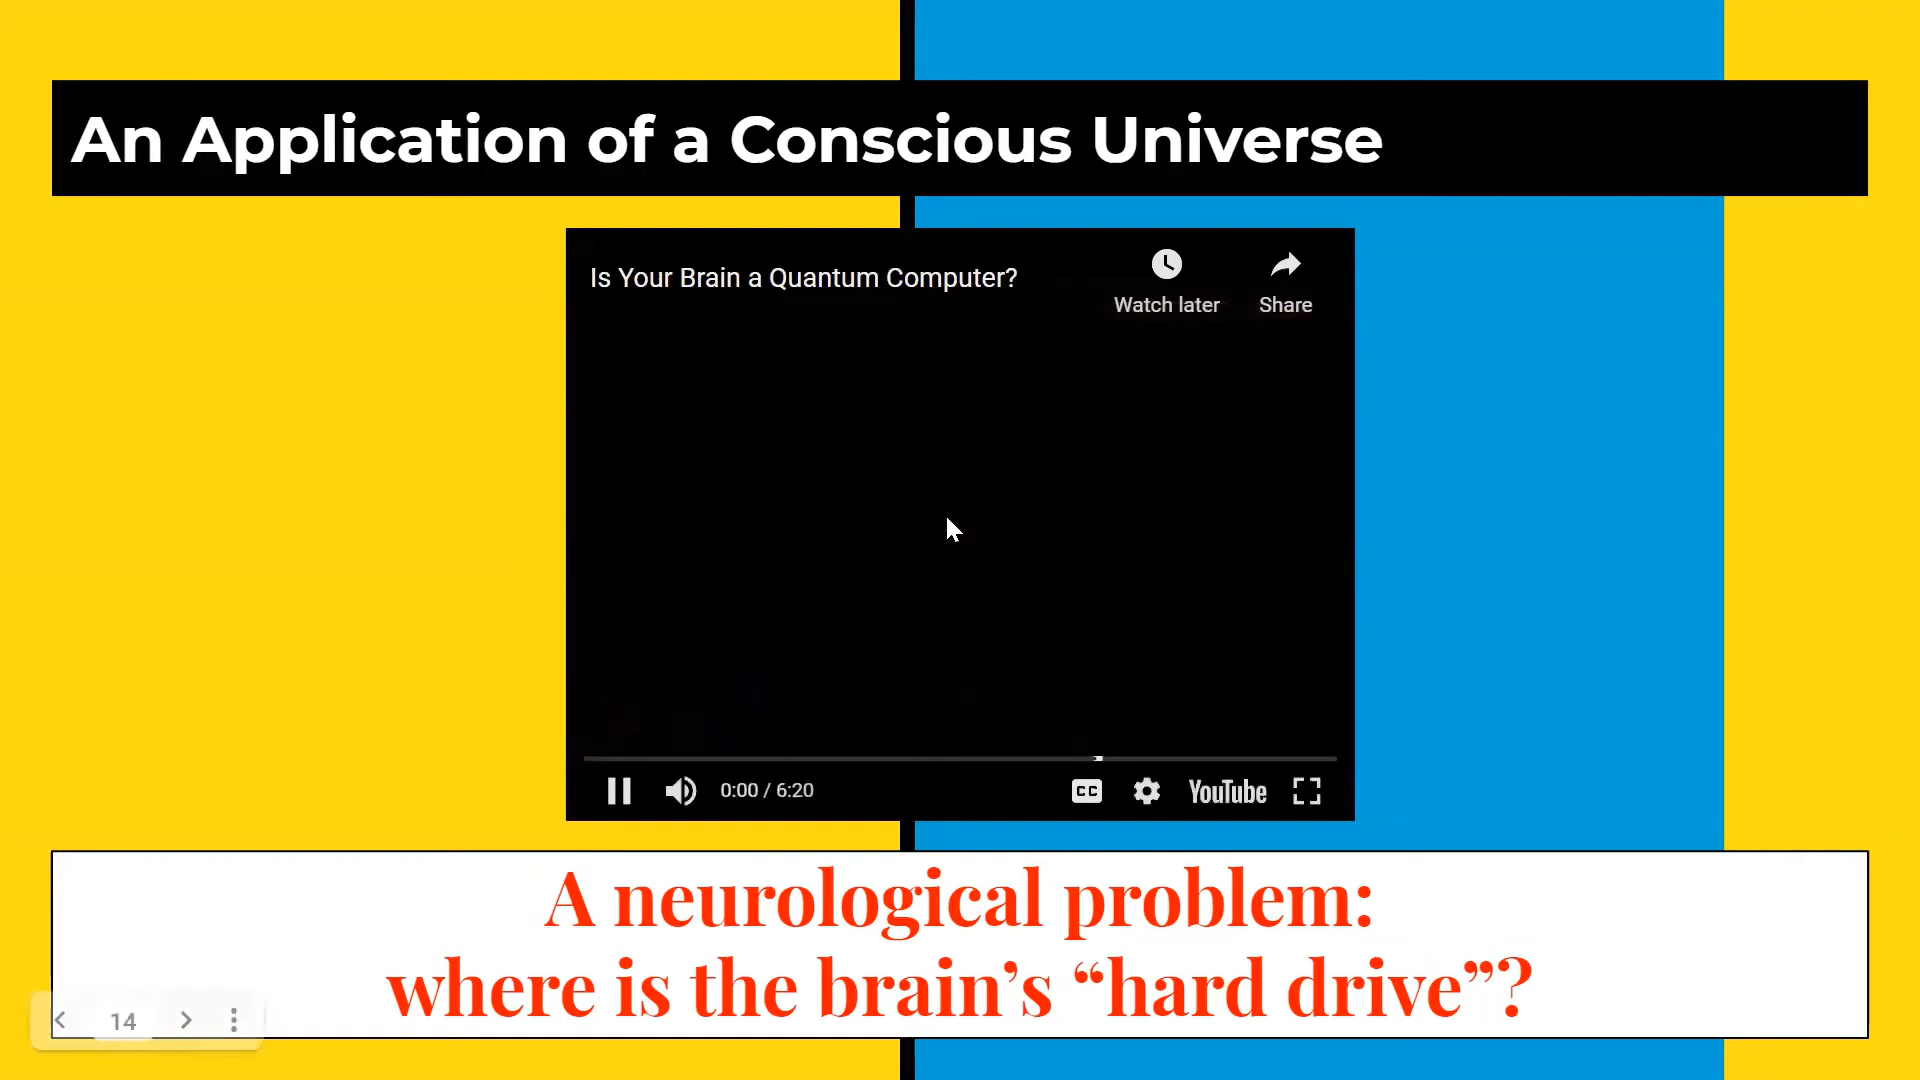 An Application of a Conscious Universe
Is Your Brain a Quantum Computer?
Watch later
Share
0:00 / 6:20
CC
YouTube
A neurological problem:
where is the brain’s “hard drive”?
14